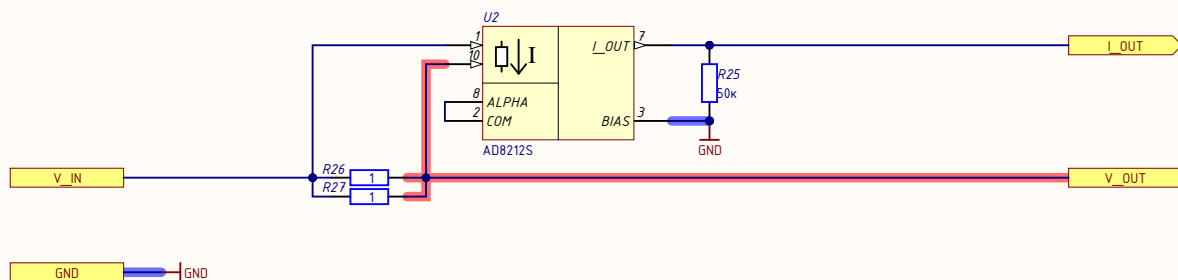 U2
1
10
I
I_OUT
7
I_OUT
R25
50к
8
ALPHA
2
COM
BIAS
3
GND
AD8212S
V_IN
R26
1
R27
1
V_OUT
GND
GND